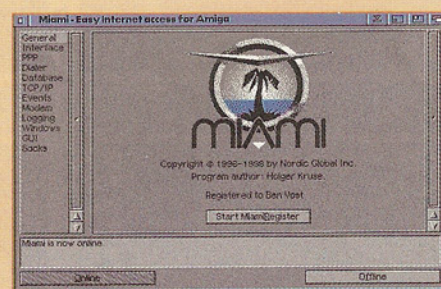 Miami - Easy Internet access for Amiga
General
Interface
PPP
Dialer
Database
TCP/IP
Events
Modem
Logging
Windows
GUI
Socks
MIAMI
Copyright © 1996-1998 by Nordic Global Inc.
Program author: Holger Kruse.
Registered to Ben Vost
Start MiamiRegister
Miami is now online.
Online
Offline